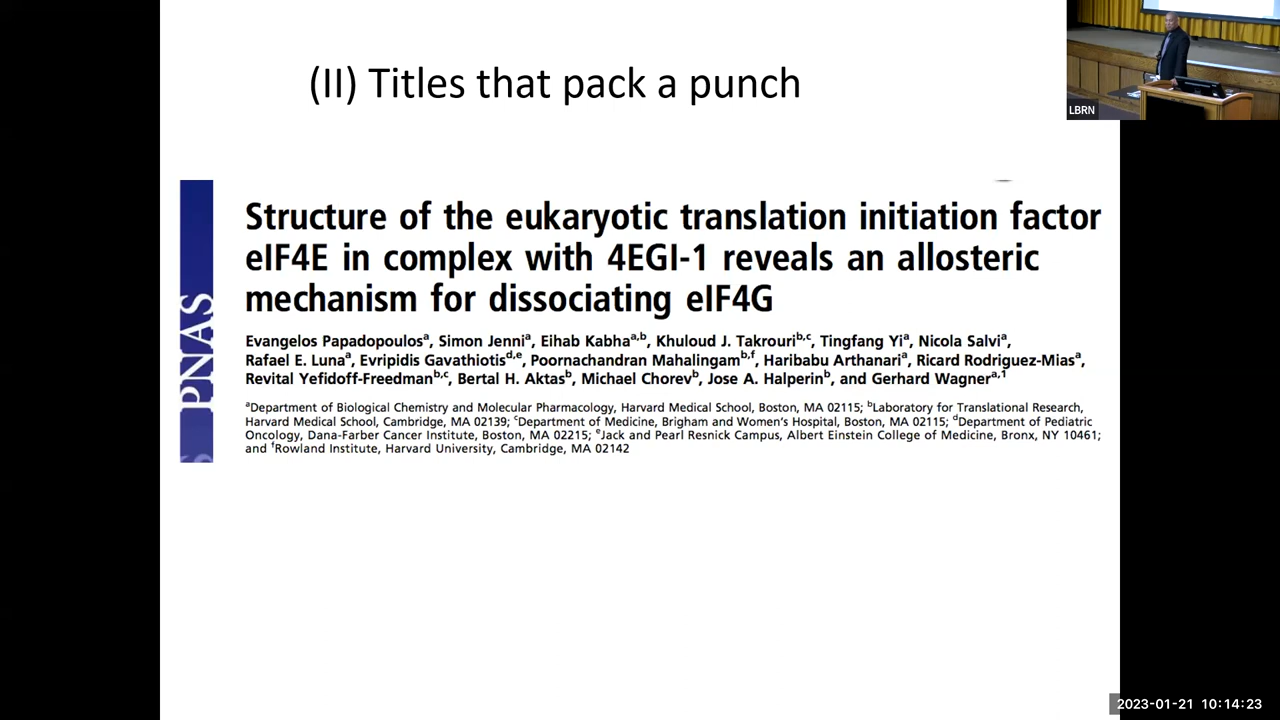 (II) Titles that pack a punch
LBRN
PNAS
Structure of the eukaryotic translation initiation factor
eIF4E in complex with 4EGI-1 reveals an allosteric
mechanism for dissociating eIF4G
Evangelos Papadopoulosᵃ, Simon Jenniᵃ, Eihab Kabhaᵃ,ᵇ, Khuloud J. Takrouriᵇ,ᶜ, Tingfang Yiᵃ, Nicola Salviᵃ,
Rafael E. Lunaᵃ, Evripidis Gavathiotisᵈ,ᵉ, Poornachandran Mahalingamᵇ,ᶠ, Haribabu Arthanariᵃ, Ricard Rodriguez-Miasᵃ,
Revital Yefidoff-Freedmanᵇ,ᶜ, Bertal H. Aktasᵇ, Michael Chorevᵇ, Jose A. Halperinᵇ, and Gerhard Wagnerᵃ,¹
ᵃDepartment of Biological Chemistry and Molecular Pharmacology, Harvard Medical School, Boston, MA 02115; ᵇLaboratory for Translational Research,
Harvard Medical School, Cambridge, MA 02139; ᶜDepartment of Medicine, Brigham and Women's Hospital, Boston, MA 02115; ᵈDepartment of Pediatric
Oncology, Dana-Farber Cancer Institute, Boston, MA 02215; ᵉJack and Pearl Resnick Campus, Albert Einstein College of Medicine, Bronx, NY 10461;
and ᶠRowland Institute, Harvard University, Cambridge, MA 02142
2023-01-21 10:14:23